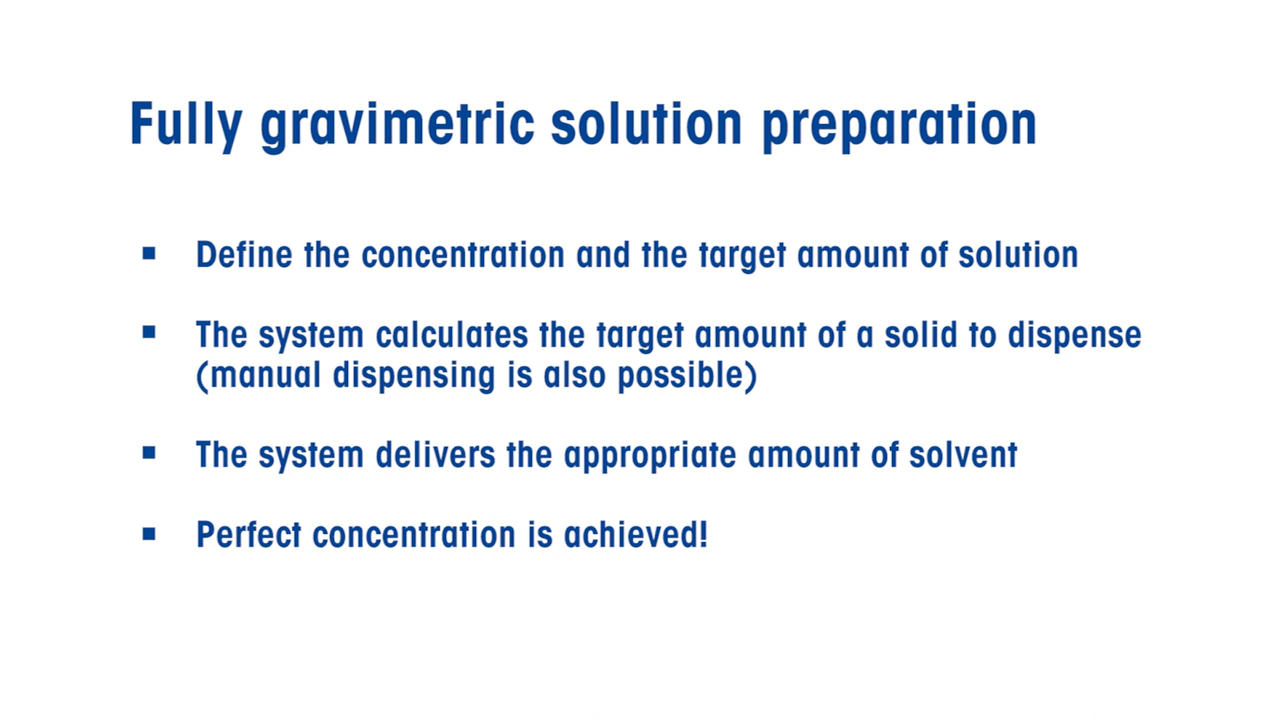 Fully gravimetric solution preparation
▪ Define the concentration and the target amount of solution
▪ The system calculates the target amount of a solid to dispense
(manual dispensing is also possible)
▪ The system delivers the appropriate amount of solvent
▪ Perfect concentration is achieved!